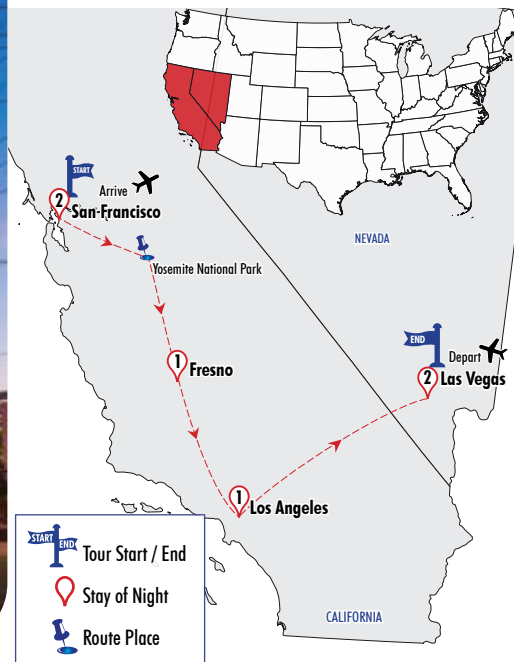 START
Arrive
2
San-Francisco
Yosemite National Park
NEVADA
1
Fresno
END
Depart
2
Las Vegas
1
Los Angeles
START
END
Tour Start / End
Stay of Night
Route Place
CALIFORNIA